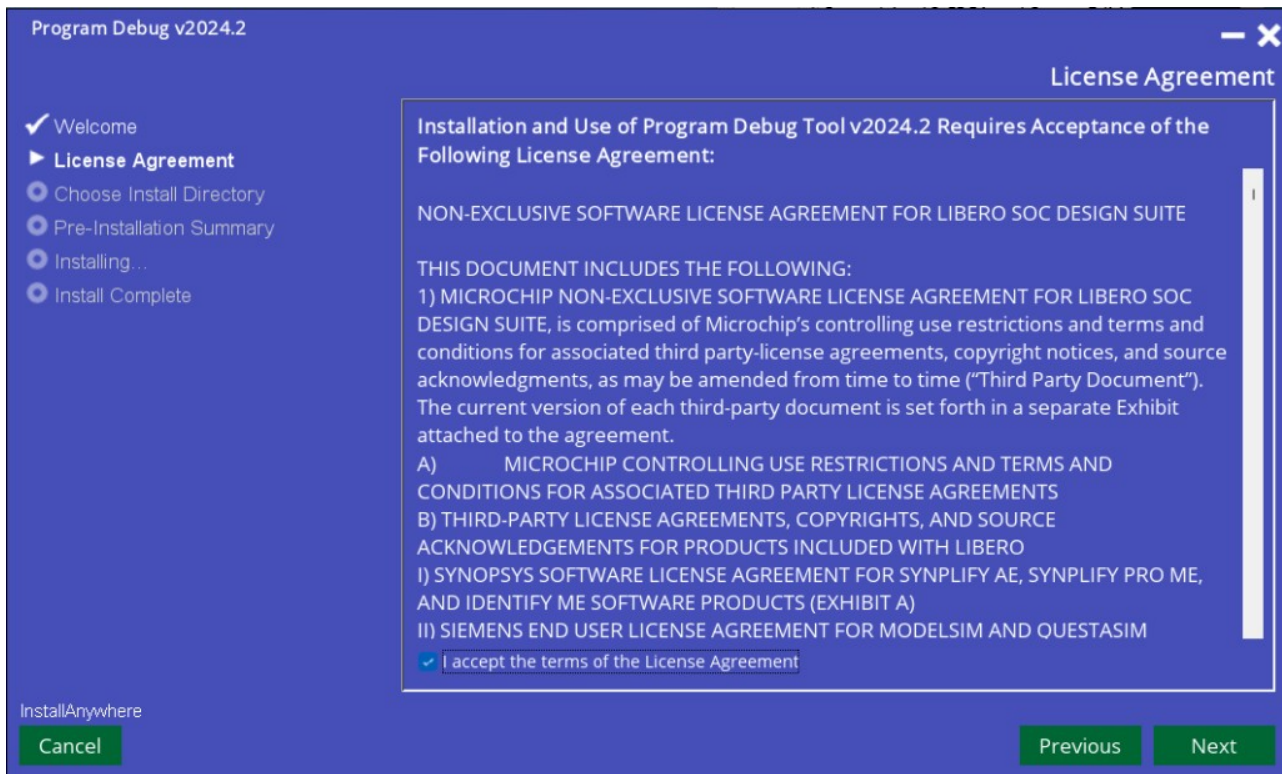 Program Debug v2024.2
License Agreement
Welcome
License Agreement
Choose Install Directory
Pre-Installation Summary
Installing...
Install Complete
Installation and Use of Program Debug Tool v2024.2 Requires Acceptance of the
Following License Agreement:
NON-EXCLUSIVE SOFTWARE LICENSE AGREEMENT FOR LIBERO SOC DESIGN SUITE
THIS DOCUMENT INCLUDES THE FOLLOWING:
1) MICROCHIP NON-EXCLUSIVE SOFTWARE LICENSE AGREEMENT FOR LIBERO SOC
DESIGN SUITE, is comprised of Microchip’s controlling use restrictions and terms and
conditions for associated third party-license agreements, copyright notices, and source
acknowledgments, as may be amended from time to time (“Third Party Document”).
The current version of each third-party document is set forth in a separate Exhibit
attached to the agreement.
A) MICROCHIP CONTROLLING USE RESTRICTIONS AND TERMS AND
CONDITIONS FOR ASSOCIATED THIRD PARTY LICENSE AGREEMENTS
B) THIRD-PARTY LICENSE AGREEMENTS, COPYRIGHTS, AND SOURCE
ACKNOWLEDGEMENTS FOR PRODUCTS INCLUDED WITH LIBERO
I) SYNOPSYS SOFTWARE LICENSE AGREEMENT FOR SYNPLIFY AE, SYNPLIFY PRO ME,
AND IDENTIFY ME SOFTWARE PRODUCTS (EXHIBIT A)
II) SIEMENS END USER LICENSE AGREEMENT FOR MODELSIM AND QUESTASIM
I accept the terms of the License Agreement
InstallAnywhere
Cancel
Previous
Next